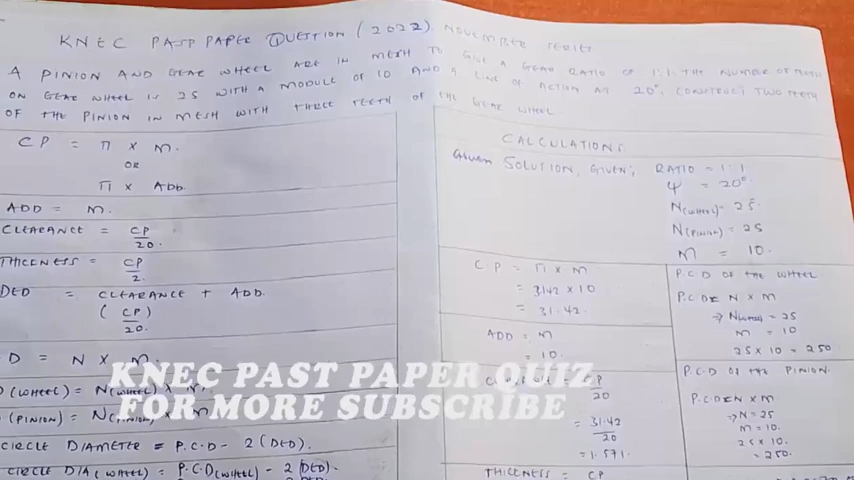 KNEC PAST PAPER QUESTION (2022). NOVEMBER SERIES
A PINION AND GEAR WHEEL ARE IN MESH TO GIVE A GEAR RATIO OF 1:1. THE NUMBER OF TEETH
ON GEAR WHEEL IS 25 WITH A MODULE OF 10 AND A LINE OF ACTION AT 20°. CONSTRUCT TWO TEETH
OF THE PINION IN MESH WITH THREE TEETH OF THE GEAR WHEEL.
CP = π × m.
OR
π × ADD.
ADD = m.
CLEARANCE = CP
20.
THICKNESS = CP
2.
DED = CLEARANCE + ADD.
(CP)
20.
D = N × m.
D (WHEEL) = N(WHEEL) × m.
(PINION) = N(PINION) × m
CIRCLE DIAMETER = P.C.D - 2(DED).
CIRCLE DIA(WHEEL) = P.C.D(WHEEL) - 2(DED).
CALCULATIONS
SOLUTION, GIVEN; RATIO = 1:1
ψ = 20°.
N(WHEEL) = 25.
N(PINION) = 25
m = 10.
CP = π × m
= 3.142 × 10
= 31.42.
ADD = m
= 10.
CP
20
= 31.42
20
= 1.571.
THICKNESS = CP
P.C.D OF THE WHEEL
P.C.D = N × m
⇒ N(WHEEL) = 25
m = 10
25 × 10 = 250
P.C.D OF THE PINION.
P.C.D = N × m
⇒ N = 25
m = 10.
25 × 10.
= 250.
KNEC PAST PAPER QUIZ
FOR MORE SUBSCRIBE